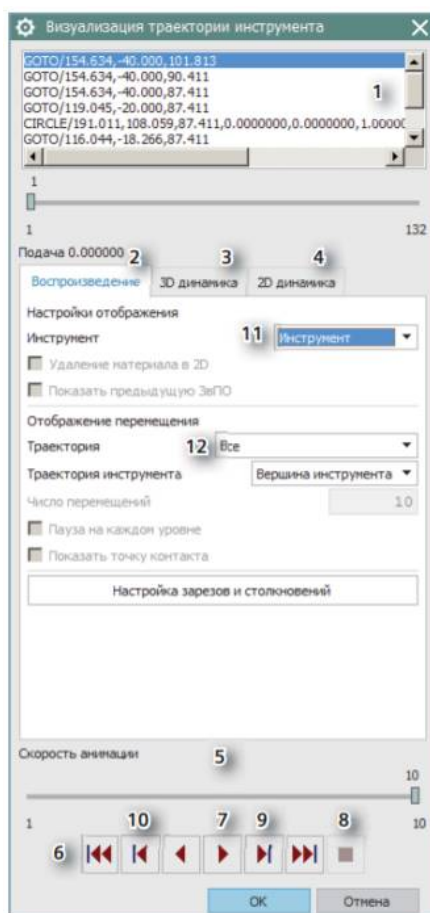 Визуализация траектории инструмента
GOTO/154.634,-40.000,101.813
GOTO/154.634,-40.000,90.411
GOTO/154.634,-40.000,87.411
1
GOTO/119.045,-20.000,87.411
CIRCLE/191.011,108.059,87.411,0.0000000,0.0000000,1.0000
GOTO/116.044,-18.266,87.411
1
1 132
Подача 0.000000
2 3 4
Воспроизведение 3D динамика 2D динамика
Настройки отображения
Инструмент 11 Инструмент
Удаление материала в 2D
Показать предыдущую ЗвПО
Отображение перемещения
Траектория 12 Все
Траектория инструмента Вершина инструмента
Число перемещений 10
Пауза на каждом уровне
Показать точку контакта
Настройка зарезов и столкновений
Скорость анимации 5
10
1 10 7 9 8 10
6
OK Отмена